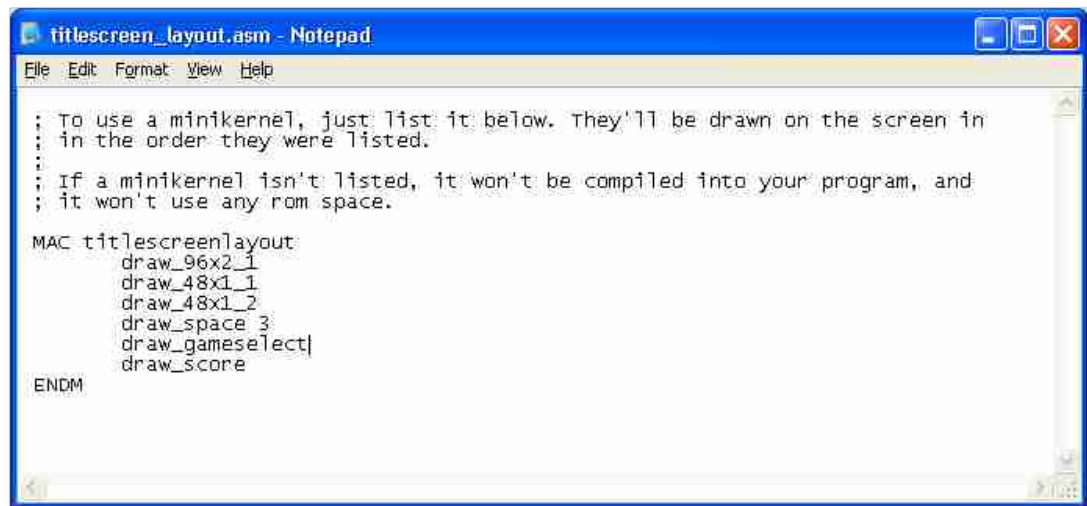 titlescreen_layout.asm - Notepad
File Edit Format View Help
; To use a minikernel, just list it below. They'll be drawn on the screen in
; in the order they were listed.
;
; If a minikernel isn't listed, it won't be compiled into your program, and
; it won't use any rom space.
MAC titlescreenlayout
draw_96x2_1
draw_48x1_1
draw_48x1_2
draw_space 3
draw_gameselect
draw_score
ENDM